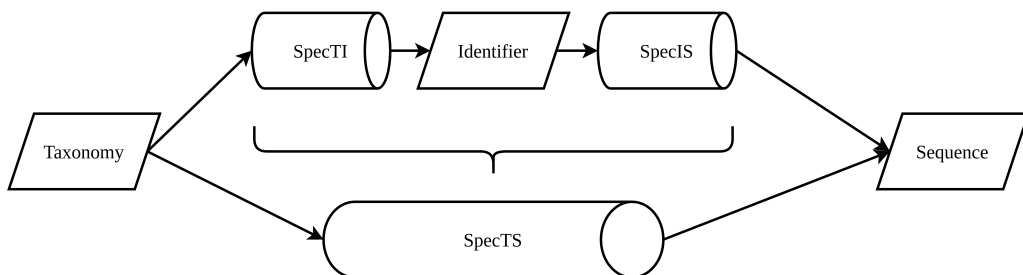 SpecTI
Identifier
SpecIS
Taxonomy
Sequence
SpecTS